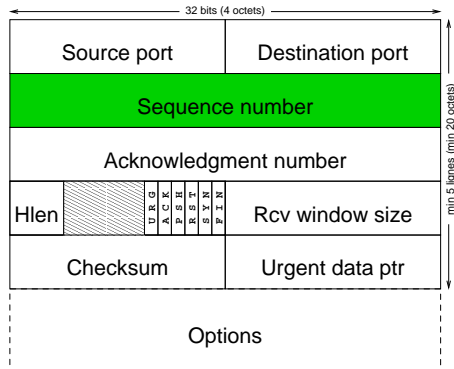 32 bits (4 octets)
Source port
Destination port
Sequence number
Acknowledgment number
Hlen
URG
ACK
PSH
RST
SYN
FIN
Rcv window size
Checksum
Urgent data ptr
Options
min 5 lignes (min 20 octets)